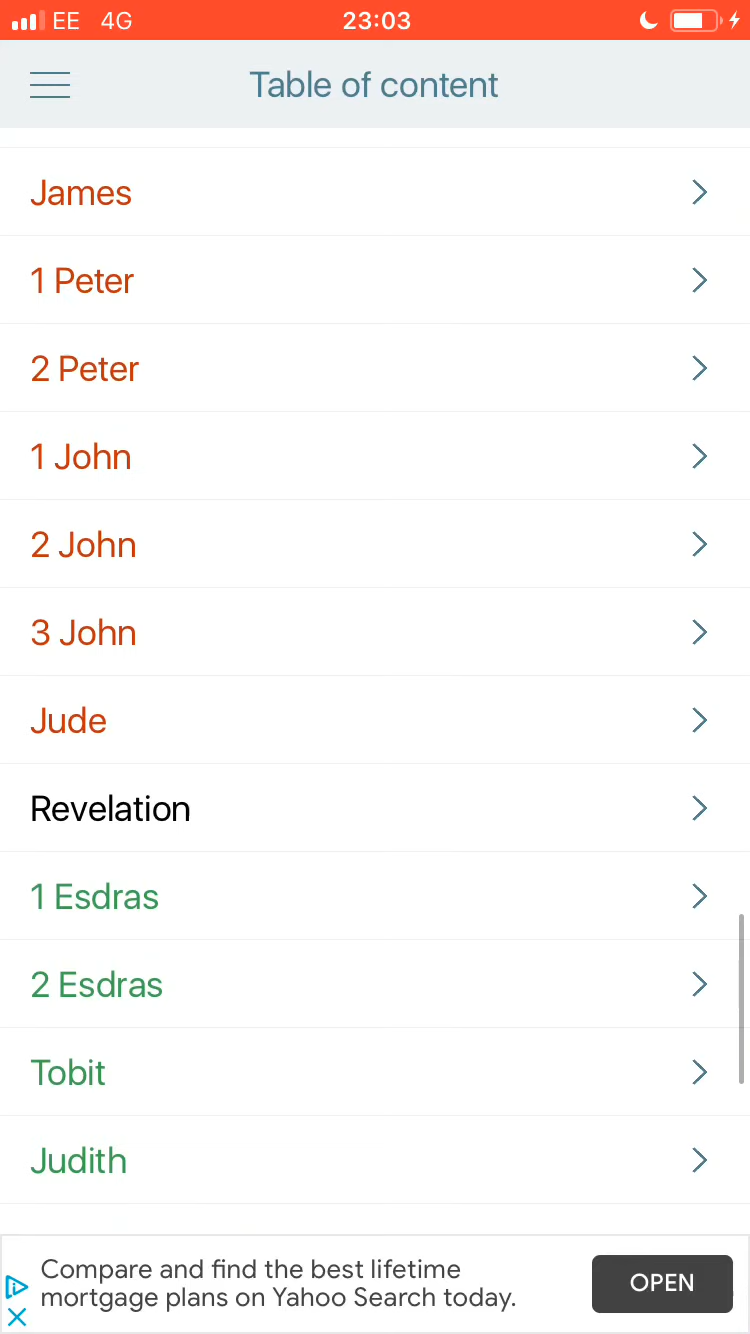 EE 4G 23:03
Table of content
James
1 Peter
2 Peter
1 John
2 John
3 John
Jude
Revelation
1 Esdras
2 Esdras
Tobit
Judith
Compare and find the best lifetime
mortgage plans on Yahoo Search today.
OPEN